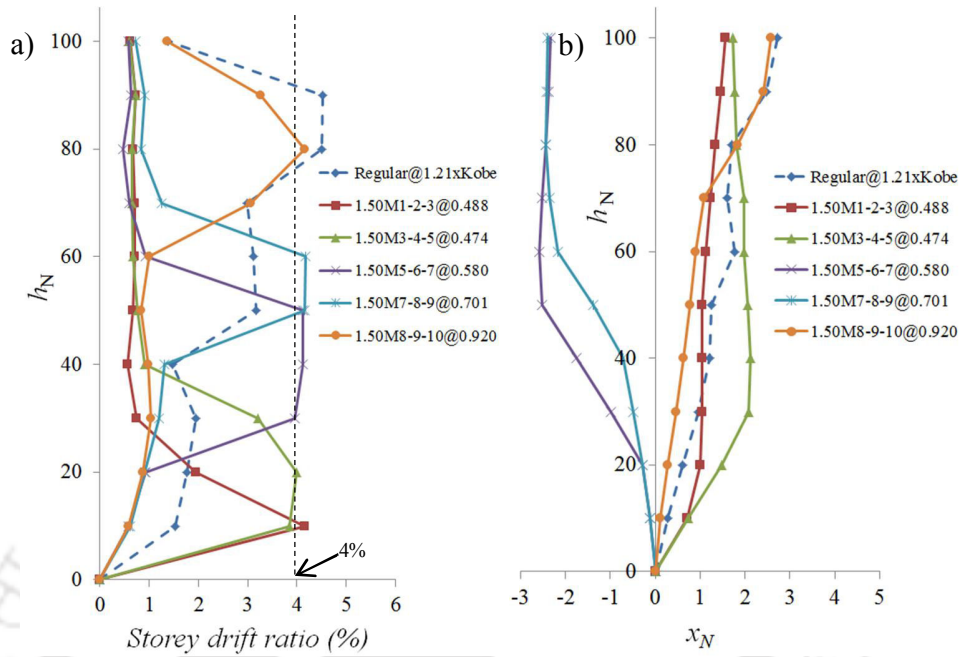 a)
100
80
60
40
20
0
h_N
0 1 2 3 4 5 6
Storey drift ratio (%)
4%
Regular@1.21xKobe
1.50M1-2-3@0.488
1.50M3-4-5@0.474
1.50M5-6-7@0.580
1.50M7-8-9@0.701
1.50M8-9-10@0.920
b)
100
80
60
40
20
0
h_N
-3 -2 -1 0 1 2 3 4 5
x_N
Regular@1.21xKobe
1.50M1-2-3@0.488
1.50M3-4-5@0.474
1.50M5-6-7@0.580
1.50M7-8-9@0.701
1.50M8-9-10@0.920